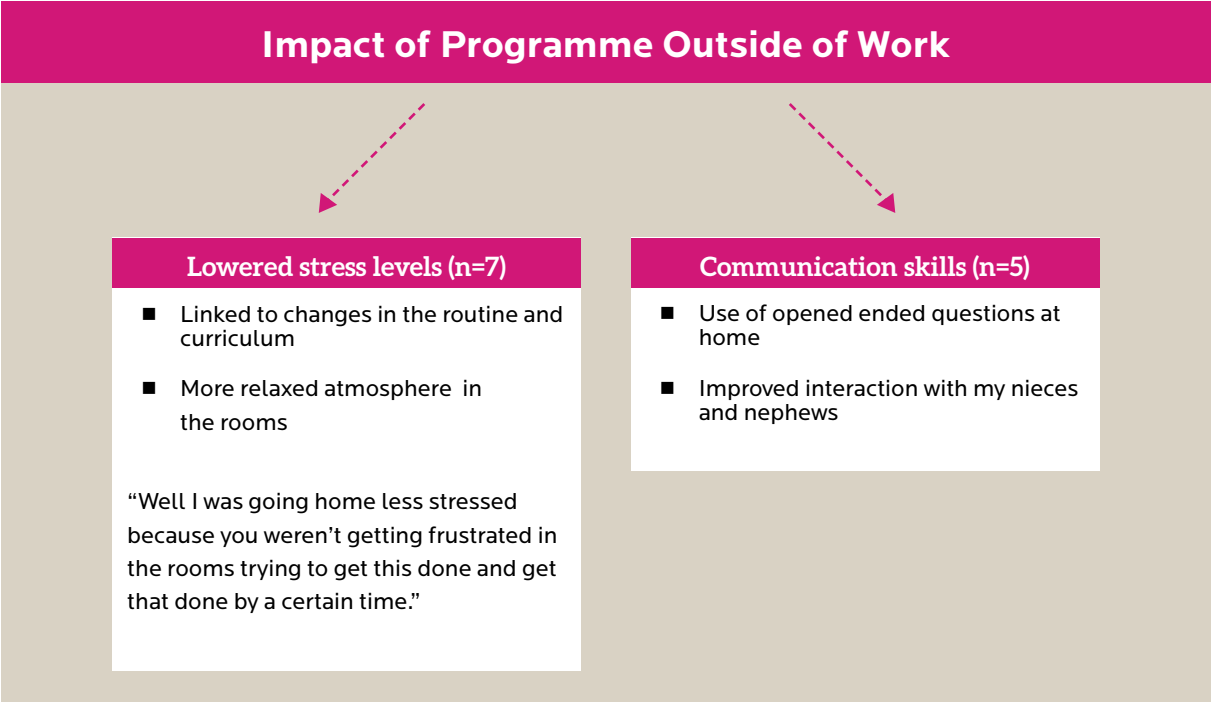 Impact of Programme Outside of Work
Lowered stress levels (n=7)
■ Linked to changes in the routine and
curriculum
■ More relaxed atmosphere in
the rooms
“Well I was going home less stressed
because you weren’t getting frustrated in
the rooms trying to get this done and get
that done by a certain time.”
Communication skills (n=5)
■ Use of opened ended questions at
home
■ Improved interaction with my nieces
and nephews